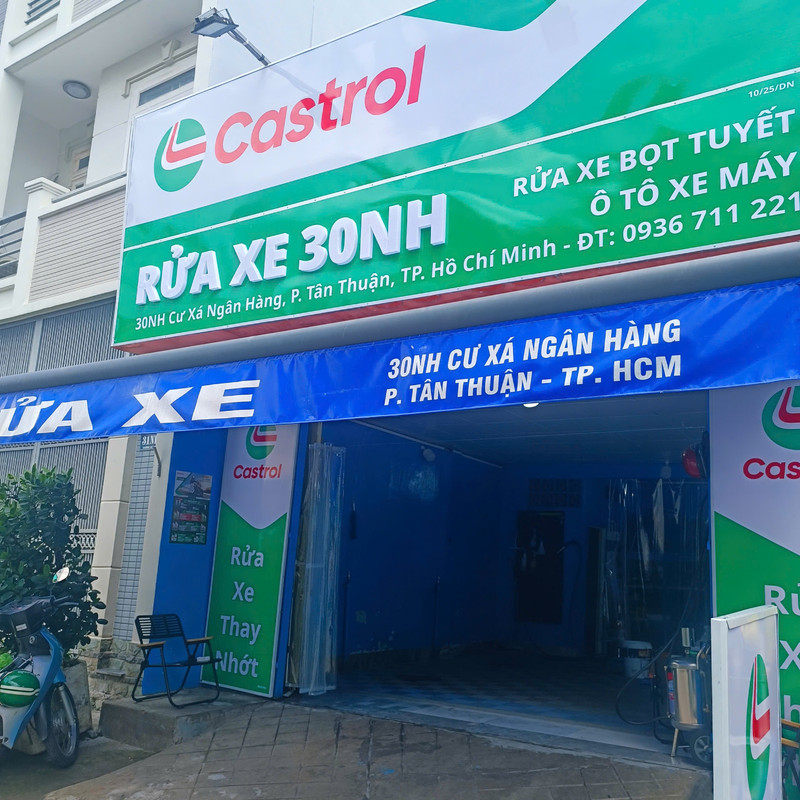 Castrol
10/25/DN
RỬA XE BỌT TUYẾT
Ô TÔ XE MÁY
RỬA XE 30NH
30NH Cư Xá Ngân Hàng, P. Tân Thuận, TP. Hồ Chí Minh - ĐT: 0936 711 221
ỬA XE
30NH CƯ XÁ NGÂN HÀNG
P. TÂN THUẬN - TP. HCM
Castrol
Rửa
Xe
Thay
Nhớt
Cas